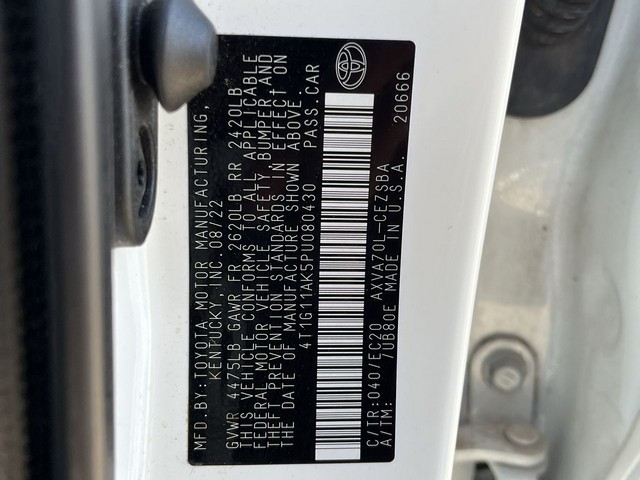 MFD. BY: TOYOTA MOTOR MANUFACTURING,
KENTUCKY, INC. 08/22
GVWR 4475LB GAWR FR 2620LB RR 2420LB
THIS VEHICLE CONFORMS TO ALL APPLICABLE
FEDERAL MOTOR VEHICLE SAFETY, BUMPER, AND
THEFT PREVENTION STANDARDS IN EFFECT ON
THE DATE OF MANUFACTURE SHOWN ABOVE.
4T1G11AK5PU080430 PASS.CAR
C/TR:040/EC20 AXVA70L-CEZSBA
A/TM: 7UB80E MADE IN U.S.A. 20666